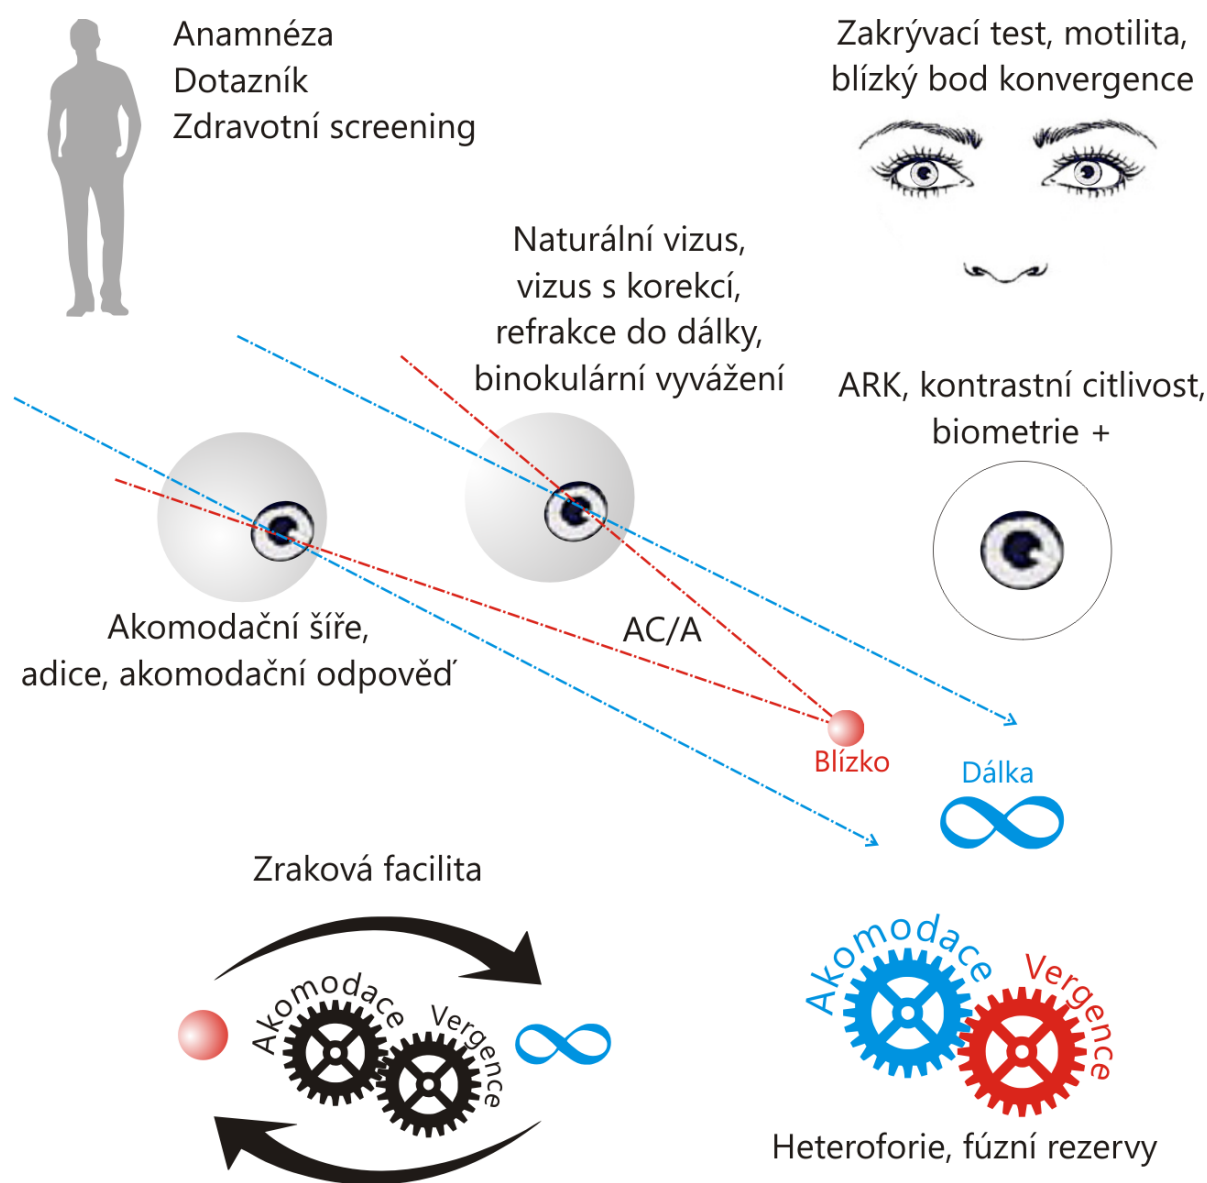 Anamnéza
Dotazník
Zdravotní screening
Zakrývací test, motilita,
blízký bod konvergence
Naturální vizus,
vizus s korekcí,
refrakce do dálky,
binokulární vyvážení
ARK, kontrastní citlivost,
biometrie +
Akomodační šíře,
adice, akomodační odpověď
AC/A
Blízko
Dálka
Zraková facilita
Akomodace
Vergence
Akomodace
Vergence
Heteroforie, fúzní rezervy